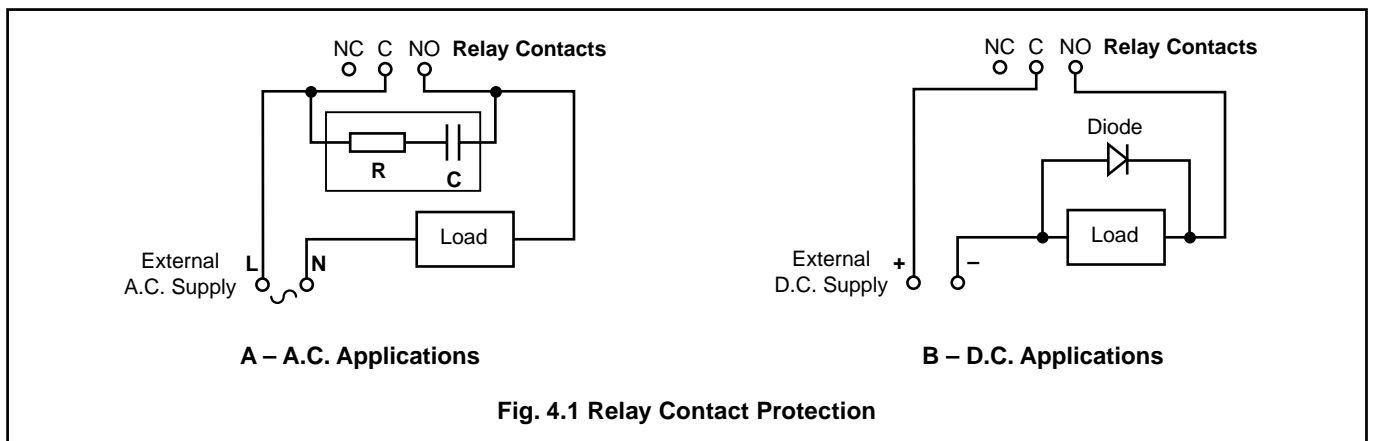 NC C NO Relay Contacts
R
C
Load
L N
External
A.C. Supply
A – A.C. Applications
NC C NO Relay Contacts
Diode
Load
External
D.C. Supply
+ –
B – D.C. Applications
Fig. 4.1 Relay Contact Protection